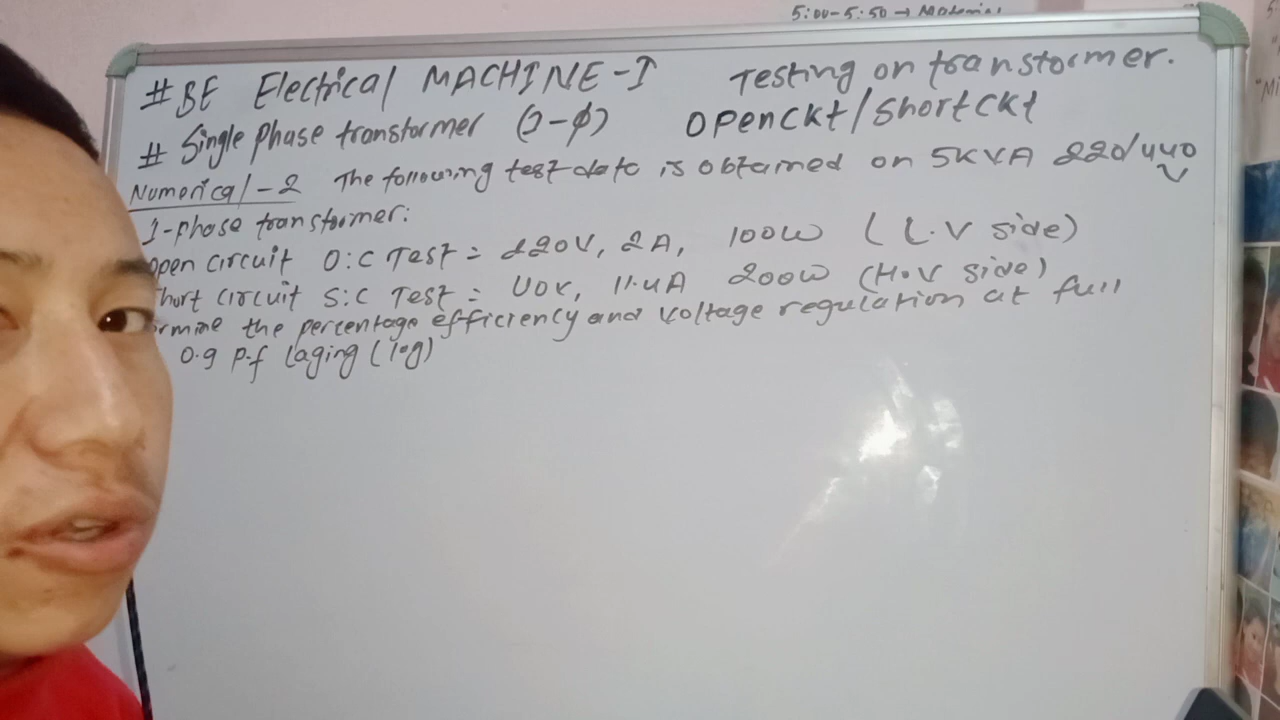 5:00-5:50 → Material
#BE Electrical MACHINE-I Testing on transformer.
# Single phase transformer (1-φ) OPENCKT/Shortckt
Numerical-2 The following test data is obtained on 5KVA 220/440
1-phase transformer:
open circuit O.C Test = 220V, 2A, 100W (L.V side)
hort circuit S.C Test = 40V, 11.4A 200W (H.V side)
rmine the percentage efficiency and voltage regulation at full
0.9 P.f laging (log)